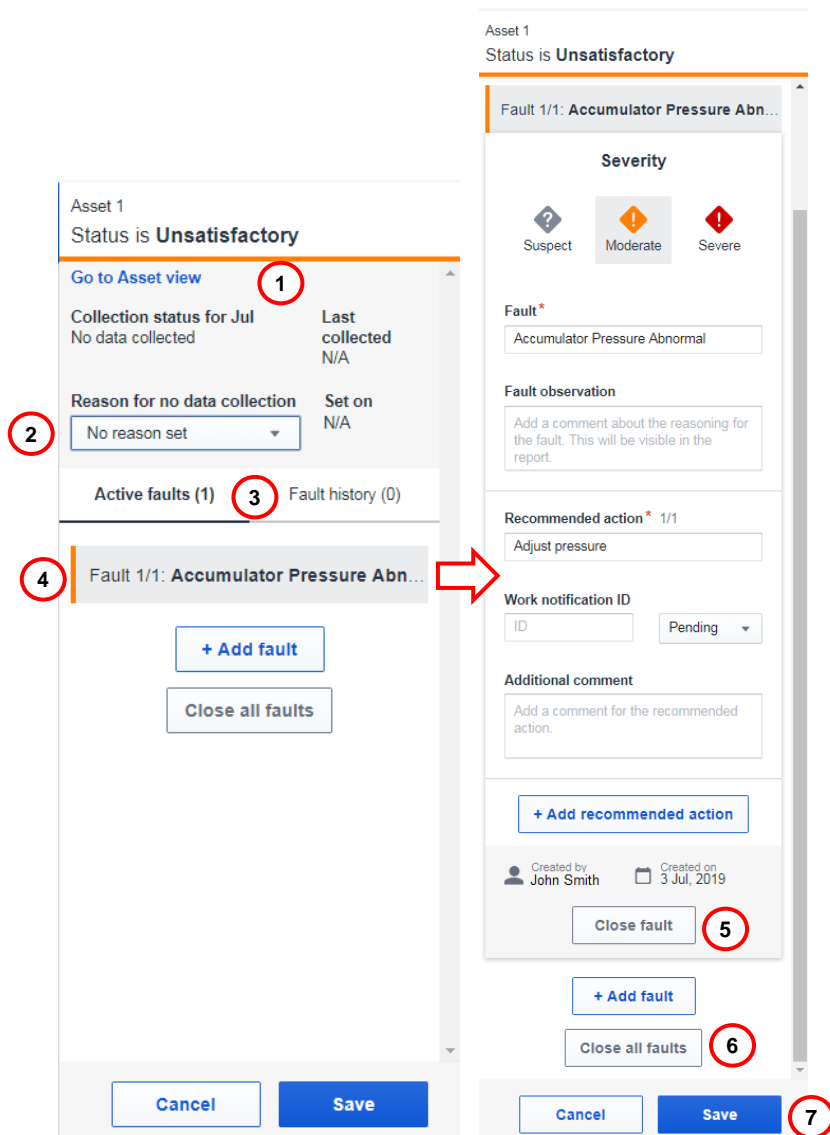 Asset 1
Status is Unsatisfactory
Go to Asset view
1
Collection status for Jul
No data collected
Last
collected
N/A
Reason for no data collection
Set on
N/A
2
No reason set
Active faults (1)
3
Fault history (0)
4
Fault 1/1: Accumulator Pressure Abn...
+ Add fault
Close all faults
Cancel
Save
Asset 1
Status is Unsatisfactory
Fault 1/1: Accumulator Pressure Abn...
Severity
?
!
!
Suspect
Moderate
Severe
Fault*
Accumulator Pressure Abnormal
Fault observation
Add a comment about the reasoning for
the fault. This will be visible in the
report.
Recommended action* 1/1
Adjust pressure
Work notification ID
ID
Pending
Additional comment
Add a comment for the recommended
action.
+ Add recommended action
Created by
John Smith
Created on
3 Jul, 2019
Close fault
5
+ Add fault
Close all faults
6
Cancel
Save
7